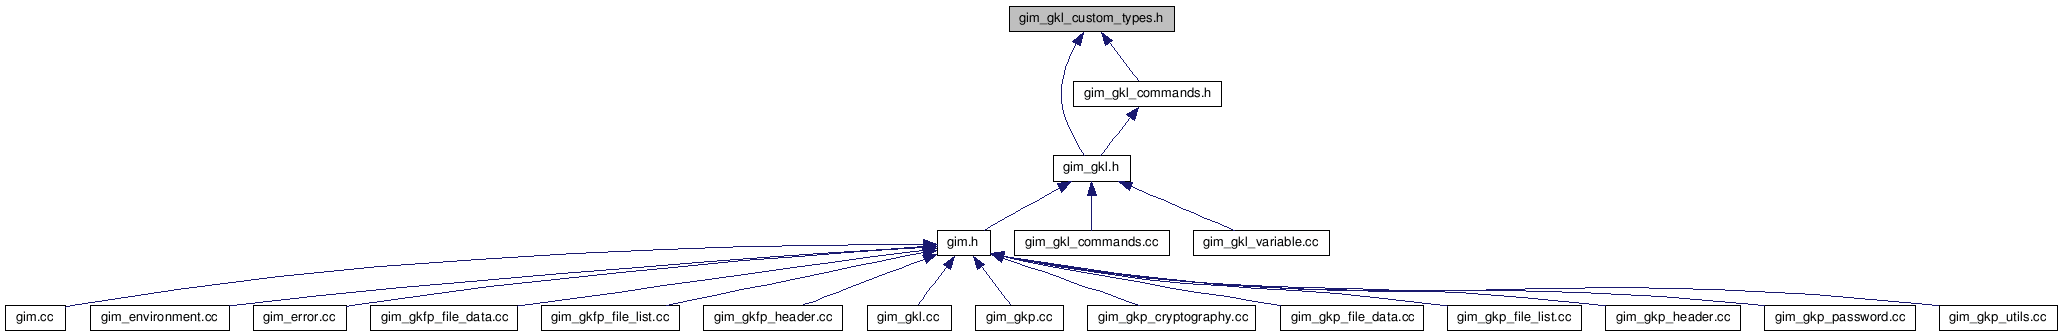 gim_gkl_custom_types.h
gim_gkl_commands.h
gim_gkl.h
gim.h
gim_gkl_commands.cc
gim_gkl_variable.cc
gim.cc
gim_environment.cc
gim_error.cc
gim_gkfp_file_data.cc
gim_gkfp_file_list.cc
gim_gkfp_header.cc
gim_gkl.cc
gim_gkp.cc
gim_gkp_cryptography.cc
gim_gkp_file_data.cc
gim_gkp_file_list.cc
gim_gkp_header.cc
gim_gkp_password.cc
gim_gkp_utils.cc